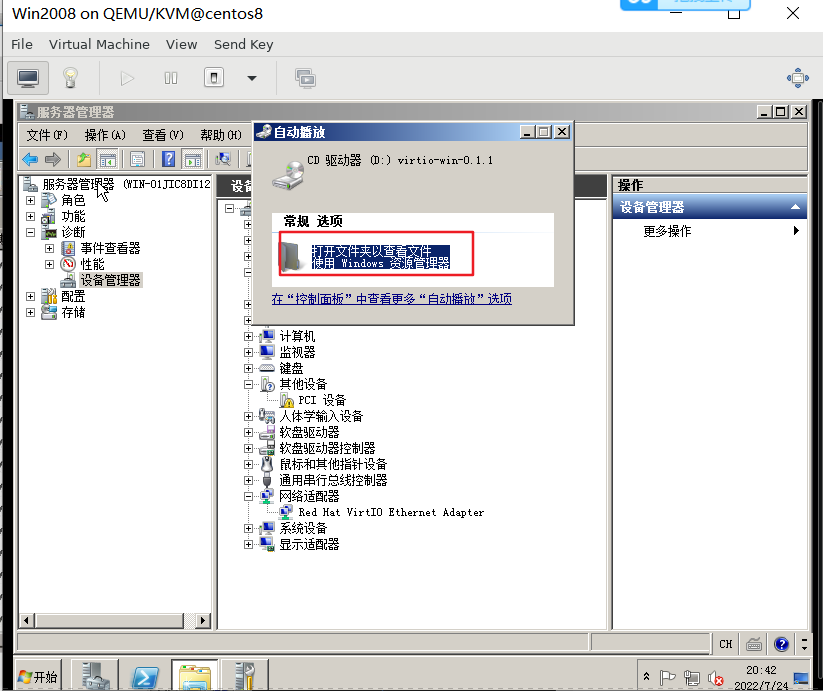 Win2008 on QEMU/KVM@centos8
File Virtual Machine View Send Key
服务器管理器
文件(F) 操作(A) 查看(V) 帮助(H)
自动播放
CD 驱动器 (D:) virtio-win-0.1.1
常规 选项
打开文件夹以查看文件
使用 Windows 资源管理器
在“控制面板”中查看更多“自动播放”选项
服务器管理器 (WIN-01JIC8DI12
角色
功能
诊断
事件查看器
性能
设备管理器
配置
存储
设备
计算机
监视器
键盘
其他设备
PCI 设备
人体学输入设备
软盘驱动器
软盘驱动器控制器
鼠标和其他指针设备
通用串行总线控制器
网络适配器
Red Hat VirtIO Ethernet Adapter
系统设备
显示适配器
操作
设备管理器
更多操作
CH
开始
20:42
2022/7/24